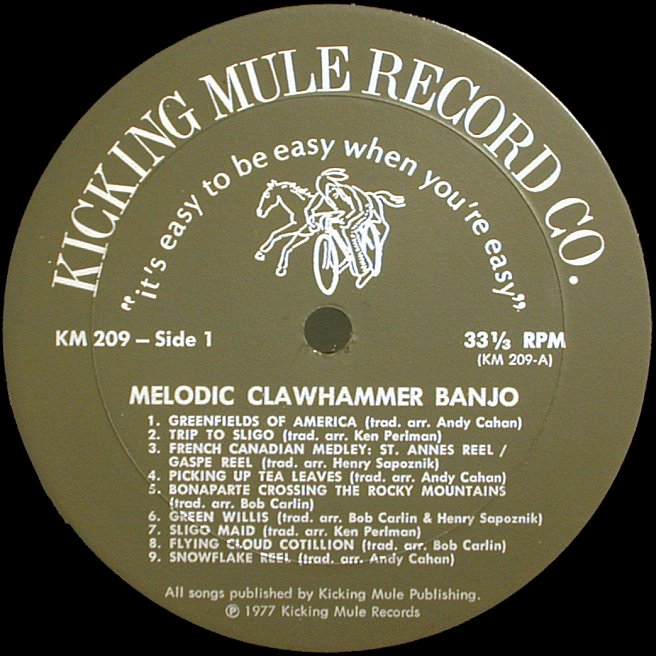 KICKING MULE RECORD CO.
"it's easy to be easy when you're easy"
KM 209 – Side 1
33⅓ RPM
(KM 209-A)
MELODIC CLAWHAMMER BANJO
1. GREENFIELDS OF AMERICA (trad. arr. Andy Cahan)
2. TRIP TO SLIGO (trad. arr. Ken Perlman)
3. FRENCH CANADIAN MEDLEY: ST. ANNES REEL /
GASPE REEL (trad. arr. Henry Sapoznik)
4. PICKING UP TEA LEAVES (trad. arr. Andy Cahan)
5. BONAPARTE CROSSING THE ROCKY MOUNTAINS
(trad. arr. Bob Carlin)
6. GREEN WILLIS (trad. arr. Bob Carlin & Henry Sapoznik)
7. SLIGO MAID (trad. arr. Ken Perlman)
8. FLYING CLOUD COTILLION (trad. arr. Bob Carlin)
9. SNOWFLAKE REEL (trad. arr. Andy Cahan)
All songs published by Kicking Mule Publishing.
℗ 1977 Kicking Mule Records